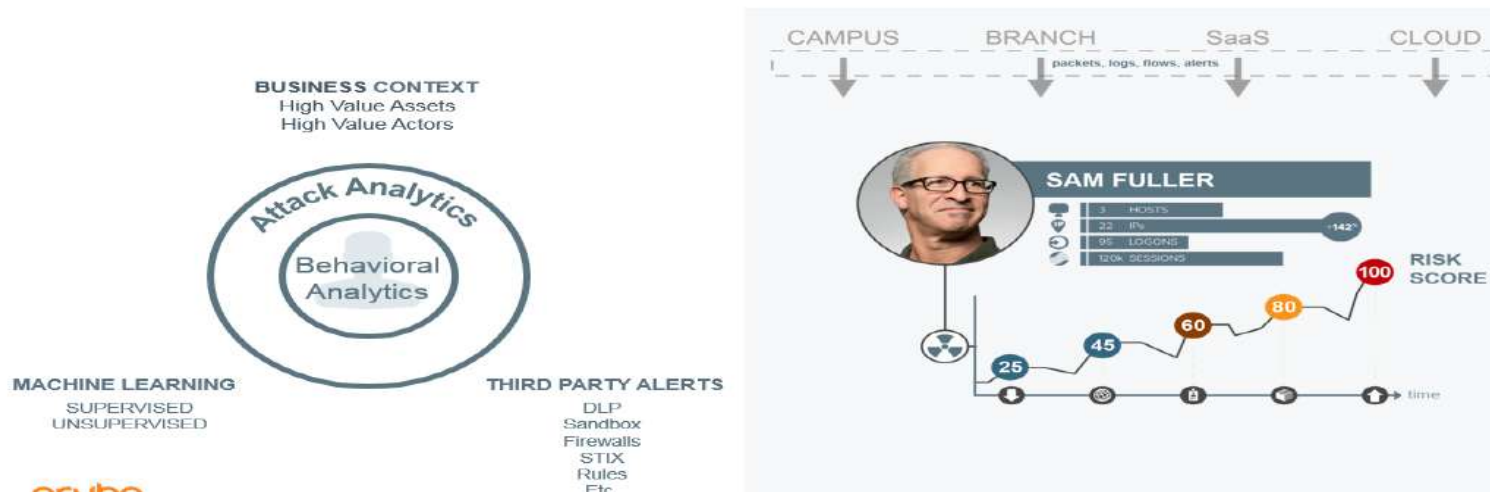 BUSINESS CONTEXT
High Value Assets
High Value Actors
Attack Analytics
Behavioral
Analytics
MACHINE LEARNING
SUPERVISED
UNSUPERVISED
THIRD PARTY ALERTS
DLP
Sandbox
Firewalls
STIX
Rules
Etc
CAMPUS BRANCH SaaS CLOUD
packets, logs, flows, alerts
SAM FULLER
3 HOSTS
22 IPs
95 LOGONS
120k SESSIONS
RISK
SCORE
100
80
60
45
25
time